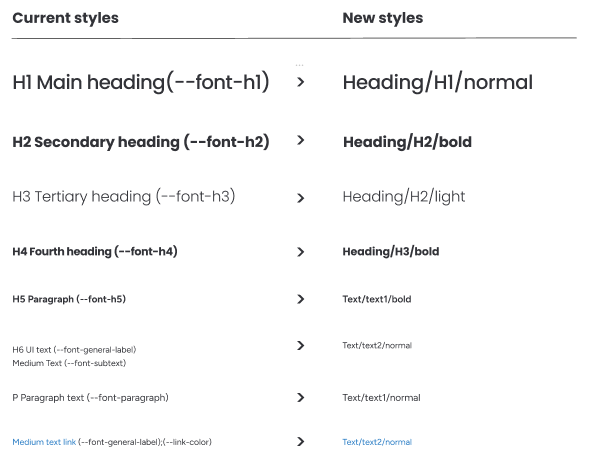 Current styles
New styles
...
H1 Main heading(--font-h1) > Heading/H1/normal
H2 Secondary heading (--font-h2) > Heading/H2/bold
H3 Tertiary heading (--font-h3) > Heading/H2/light
H4 Fourth heading (--font-h4) > Heading/H3/bold
H5 Paragraph (--font-h5) > Text/text1/bold
H6 UI text (--font-general-label) > Text/text2/normal
Medium Text (--font-subtext)
P Paragraph text (--font-paragraph) > Text/text1/normal
Medium text link (--font-general-label);(--link-color) > Text/text2/normal